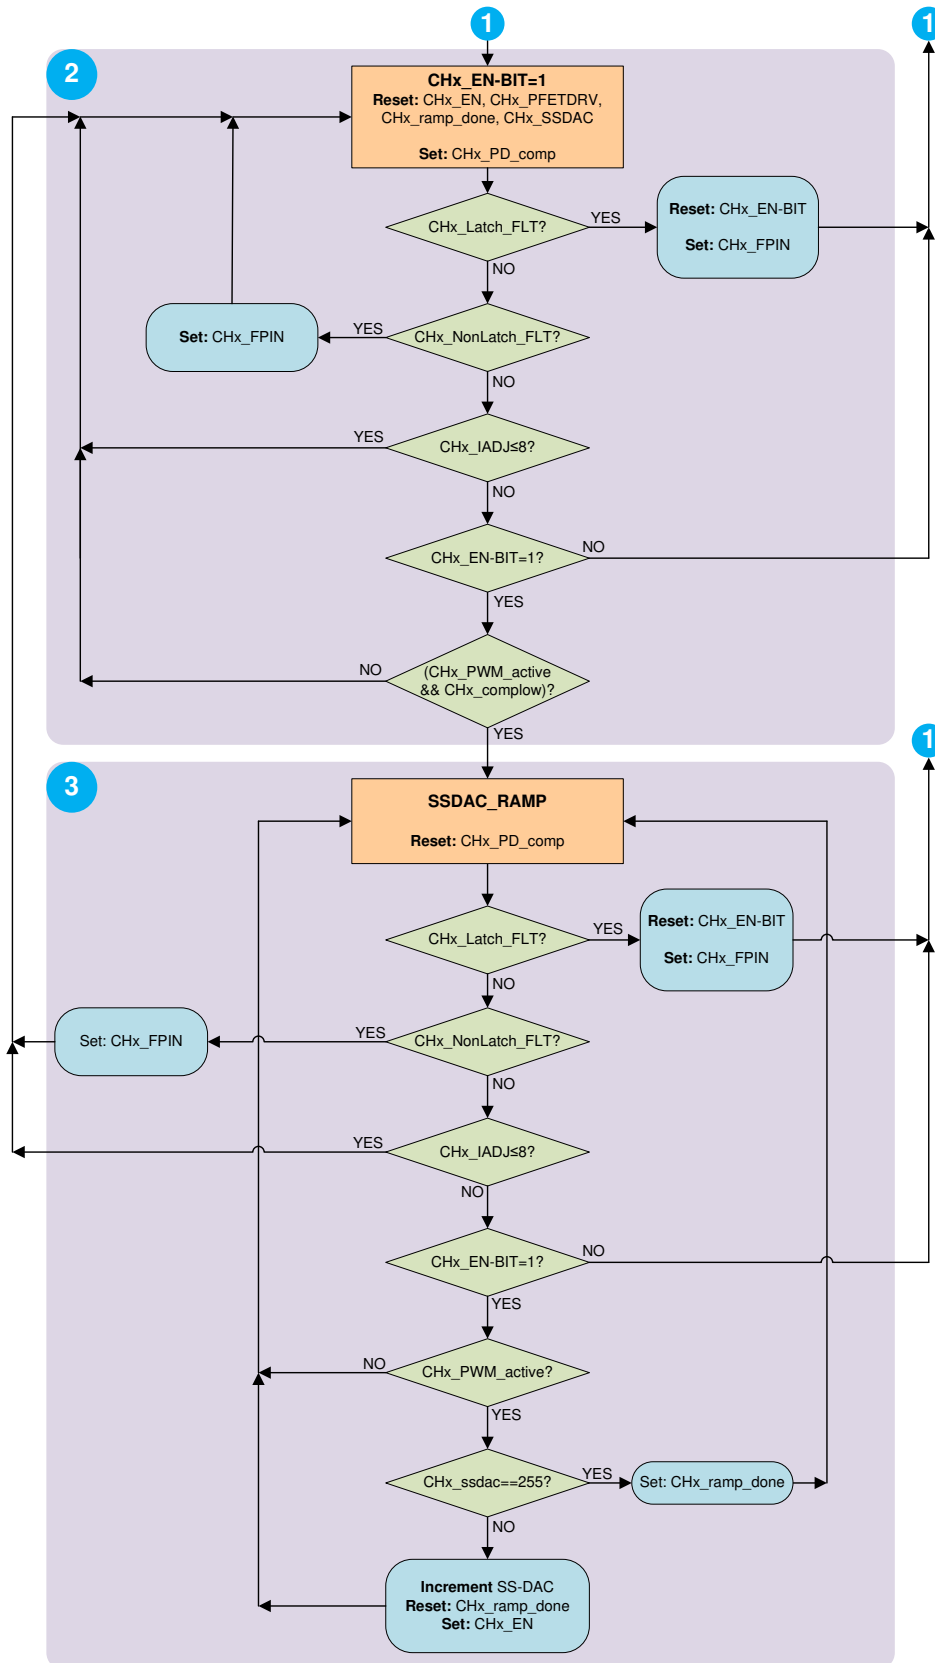 1
1
2
CHx_EN-BIT=1
Reset: CHx_EN, CHx_PFETDRV,
CHx_ramp_done, CHx_SSDAC
Set: CHx_PD_comp
CHx_Latch_FLT?
YES
Reset: CHx_EN-BIT
Set: CHx_FPIN
NO
Set: CHx_FPIN
YES
CHx_NonLatch_FLT?
NO
YES
CHx_IADJ≤8?
NO
CHx_EN-BIT=1?
NO
YES
NO
(CHx_PWM_active
&& CHx_complow)?
YES
1
3
SSDAC_RAMP
Reset: CHx_PD_comp
CHx_Latch_FLT?
YES
Reset: CHx_EN-BIT
Set: CHx_FPIN
NO
Set: CHx_FPIN
YES
CHx_NonLatch_FLT?
NO
YES
CHx_IADJ≤8?
NO
CHx_EN-BIT=1?
NO
YES
NO
CHx_PWM_active?
YES
CHx_ssdac==255?
YES
Set: CHx_ramp_done
NO
Increment SS-DAC
Reset: CHx_ramp_done
Set: CHx_EN